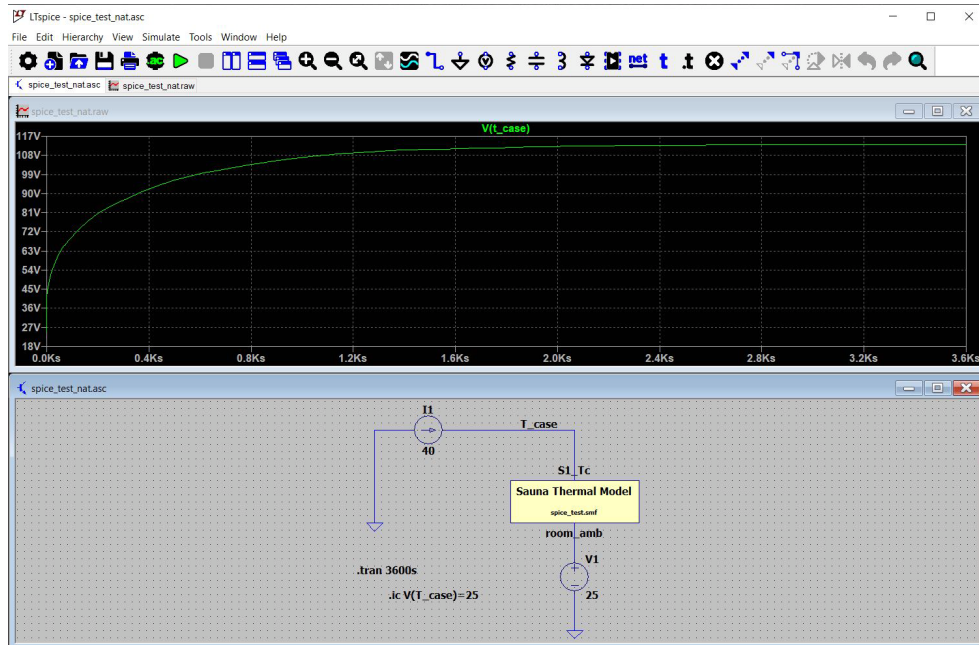 LTspice - spice_test_nat.asc
File Edit Hierarchy View Simulate Tools Window Help
.ac net t .t
spice_test_nat.asc spice_test_nat.raw
spice_test_nat.raw
V(t_case)
117V
108V
99V
90V
81V
72V
63V
54V
45V
36V
27V
18V
0.0Ks 0.4Ks 0.8Ks 1.2Ks 1.6Ks 2.0Ks 2.4Ks 2.8Ks 3.2Ks 3.6Ks
spice_test_nat.asc
I1
T_case
40
S1_Tc
Sauna Thermal Model
spice_test.smf
room_amb
V1
.tran 3600s
.ic V(T_case)=25
25